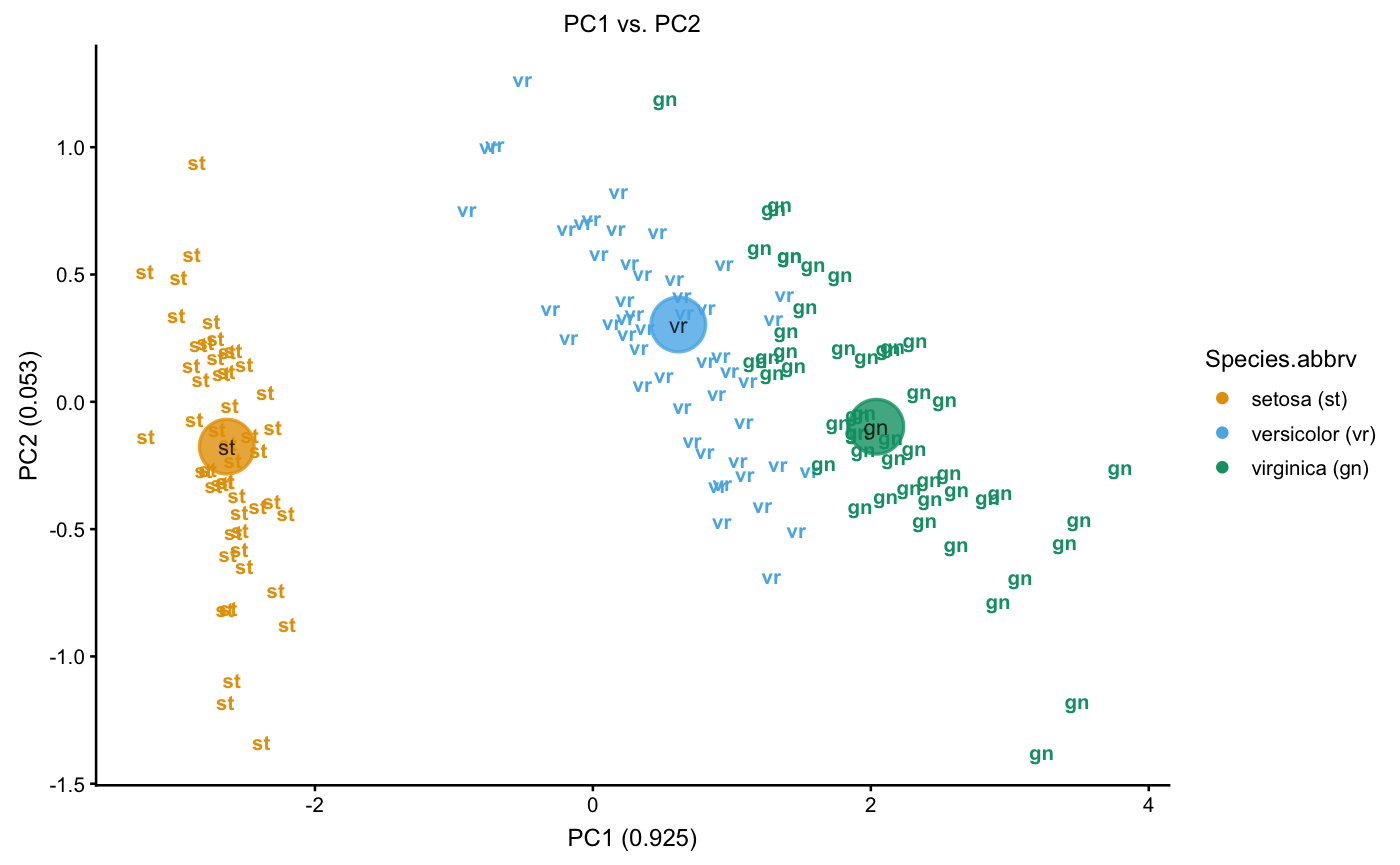 PC1 vs. PC2
PC2 (0.053)
1.0
0.5
0.0
-0.5
-1.0
-1.5
-2
0
2
4
PC1 (0.925)
st
vr
gn
Species.abbrv
setosa (st)
versicolor (vr)
virginica (gn)